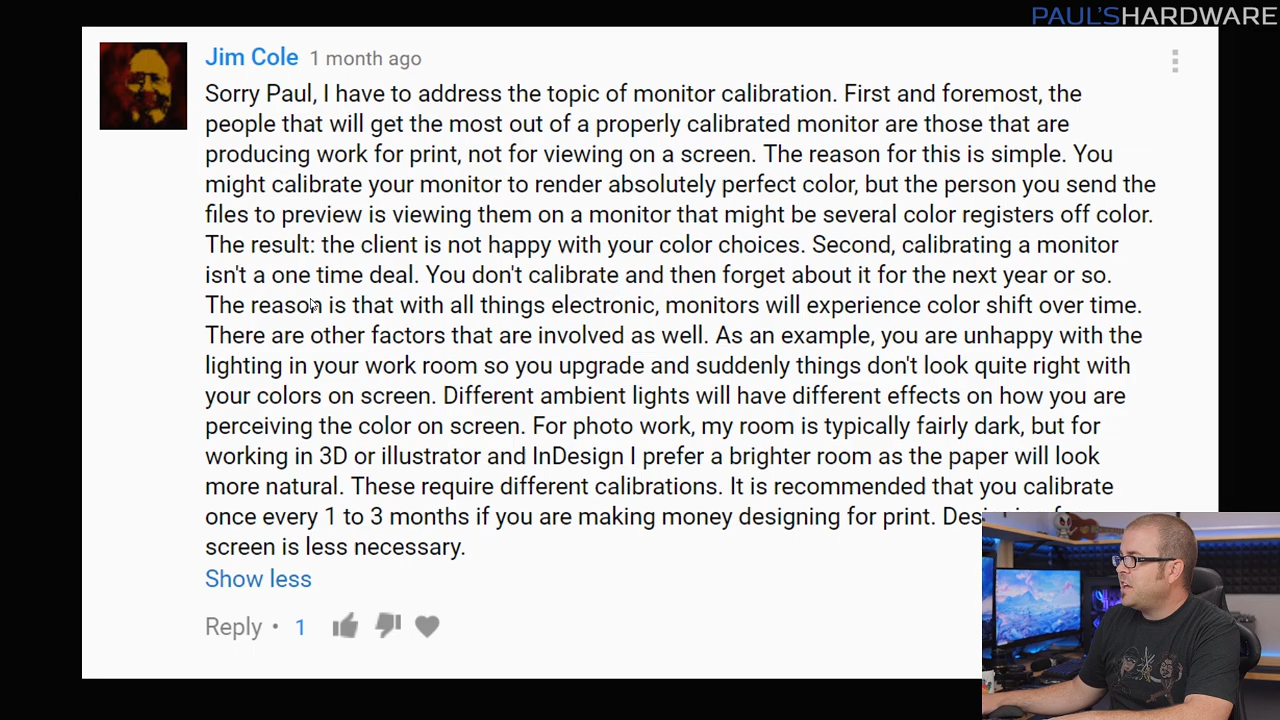 PAUL'SHARDWARE
Jim Cole 1 month ago
Sorry Paul, I have to address the topic of monitor calibration. First and foremost, the
people that will get the most out of a properly calibrated monitor are those that are
producing work for print, not for viewing on a screen. The reason for this is simple. You
might calibrate your monitor to render absolutely perfect color, but the person you send the
files to preview is viewing them on a monitor that might be several color registers off color.
The result: the client is not happy with your color choices. Second, calibrating a monitor
isn't a one time deal. You don't calibrate and then forget about it for the next year or so.
The reason is that with all things electronic, monitors will experience color shift over time.
There are other factors that are involved as well. As an example, you are unhappy with the
lighting in your work room so you upgrade and suddenly things don't look quite right with
your colors on screen. Different ambient lights will have different effects on how you are
perceiving the color on screen. For photo work, my room is typically fairly dark, but for
working in 3D or illustrator and InDesign I prefer a brighter room as the paper will look
more natural. These require different calibrations. It is recommended that you calibrate
once every 1 to 3 months if you are making money designing for print.
screen is less necessary.
Show less
Reply • 1